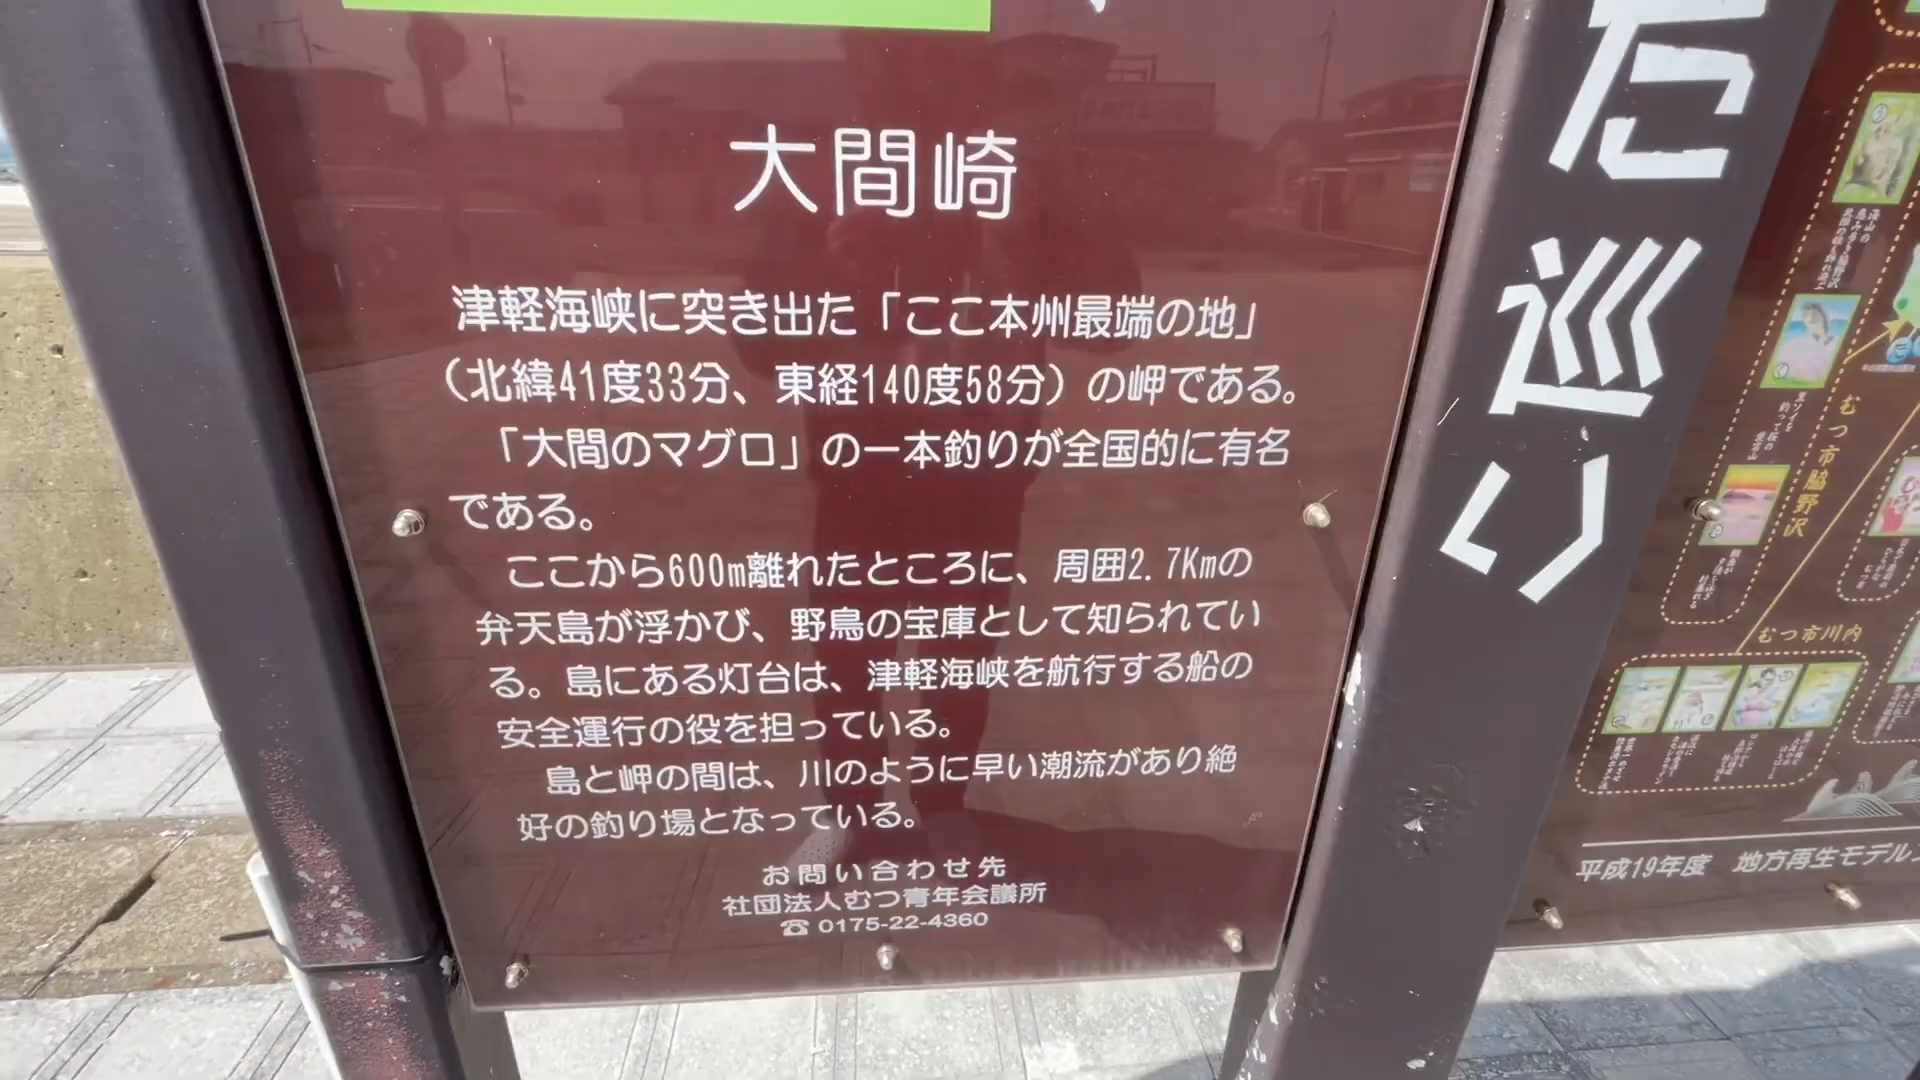 大間崎
津軽海峡に突き出た「ここ本州最端の地」
（北緯41度33分、東経140度58分）の岬である。
「大間のマグロ」の一本釣りが全国的に有名
である。
ここから600m離れたところに、周囲2.7Kmの
弁天島が浮かび、野鳥の宝庫として知られてい
る。島にある灯台は、津軽海峡を航行する船の
安全運行の役を担っている。
島と岬の間は、川のように早い潮流があり絶
好の釣り場となっている。
お問い合わせ先
社団法人むつ青年会議所
☎ 0175-22-4360
巡り
むつ市脇野沢
むつ市川内
平成19年度 地方再生モデル